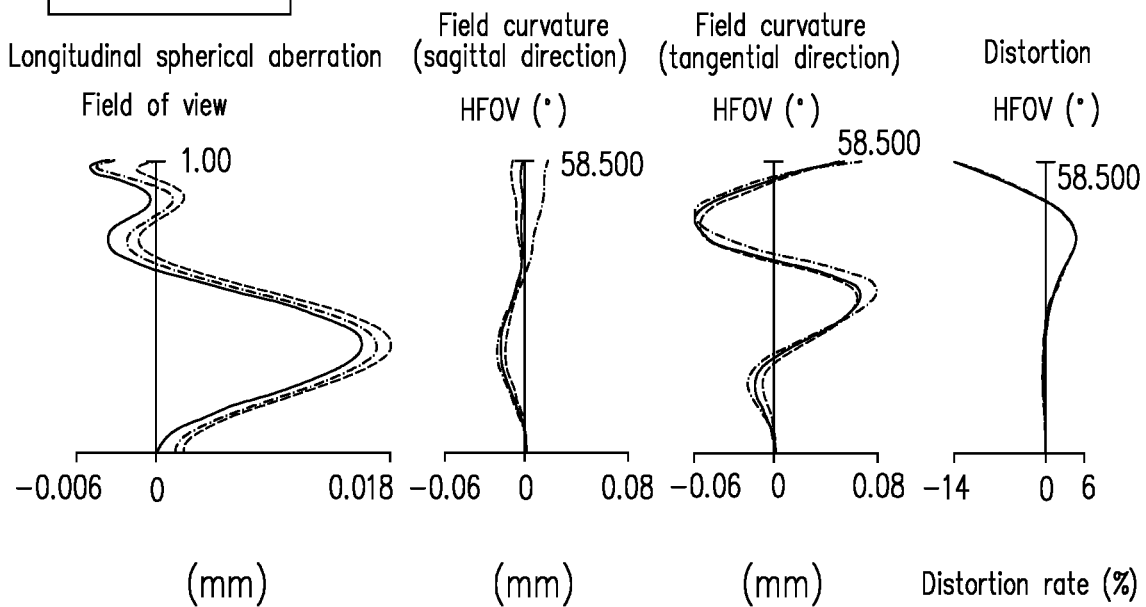 Longitudinal spherical aberration
Field of view
1.00
-0.006 0 0.018
(mm)
Field curvature
(sagittal direction)
HFOV (°)
58.500
-0.06 0 0.08
(mm)
Field curvature
(tangential direction)
HFOV (°)
58.500
-0.06 0 0.08
(mm)
Distortion
HFOV (°)
58.500
-14 0 6
Distortion rate (%)